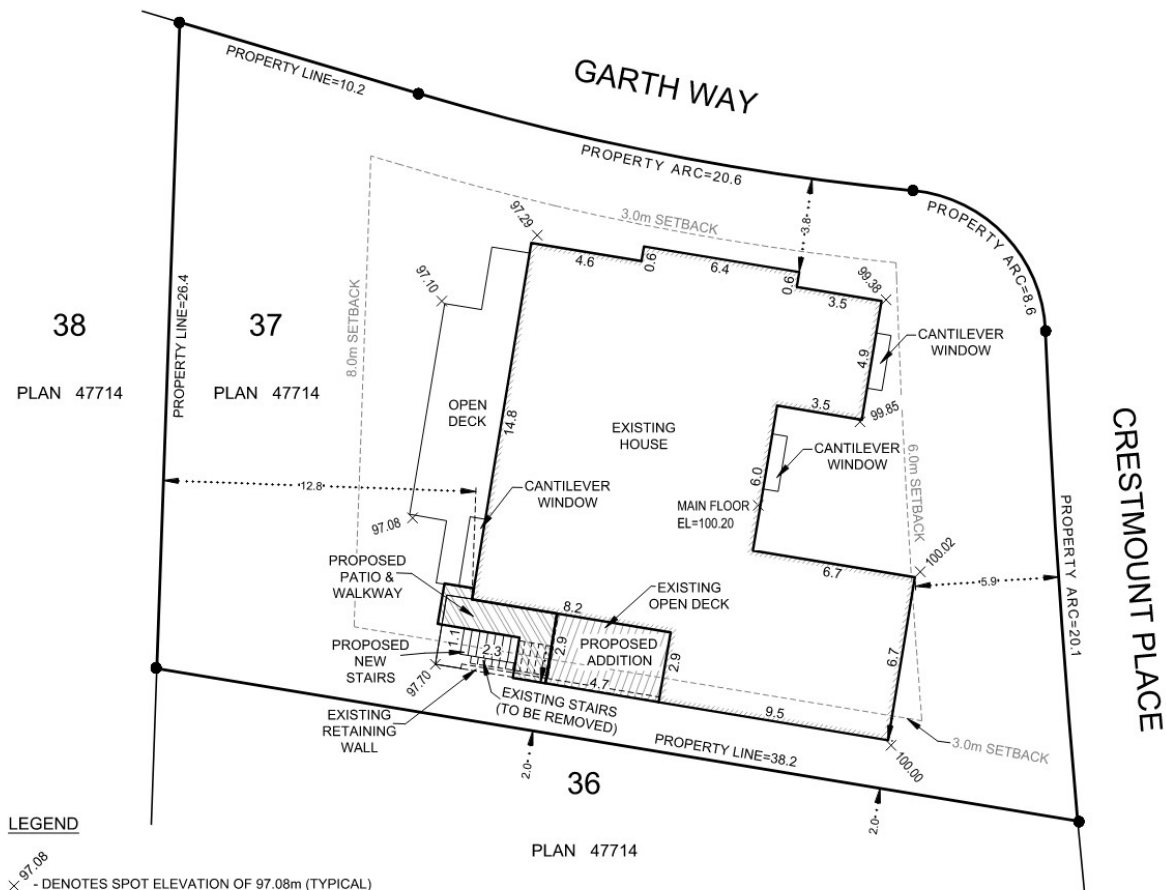 GARTH WAY
PROPERTY LINE=10.2
PROPERTY ARC=20.6
PROPERTY ARC=8.6
3.0m SETBACK
3.8
97.29
4.6
0.6
6.4
0.6
3.5
99.38
97.10
38
PLAN 47714
PROPERTY LINE=26.4
37
PLAN 47714
8.0m SETBACK
OPEN
DECK
14.8
EXISTING
HOUSE
4.9
CANTILEVER
WINDOW
3.5
99.85
CANTILEVER
WINDOW
6.0
6.0m SETBACK
CRESTMOUNT PLACE
12.8
CANTILEVER
WINDOW
MAIN FLOOR
EL=100.20
97.08
PROPERTY ARC=20.1
100.02
6.7
5.9
PROPOSED
PATIO &
WALKWAY
8.2
EXISTING
OPEN DECK
PROPOSED
NEW
STAIRS
1.1
2.3
2.9
PROPOSED
ADDITION
2.9
6.7
97.70
4.7
EXISTING STAIRS
(TO BE REMOVED)
9.5
EXISTING
RETAINING
WALL
PROPERTY LINE=38.2
3.0m SETBACK
100.00
2.0
2.0
36
PLAN 47714
LEGEND
97.08
- DENOTES SPOT ELEVATION OF 97.08m (TYPICAL)